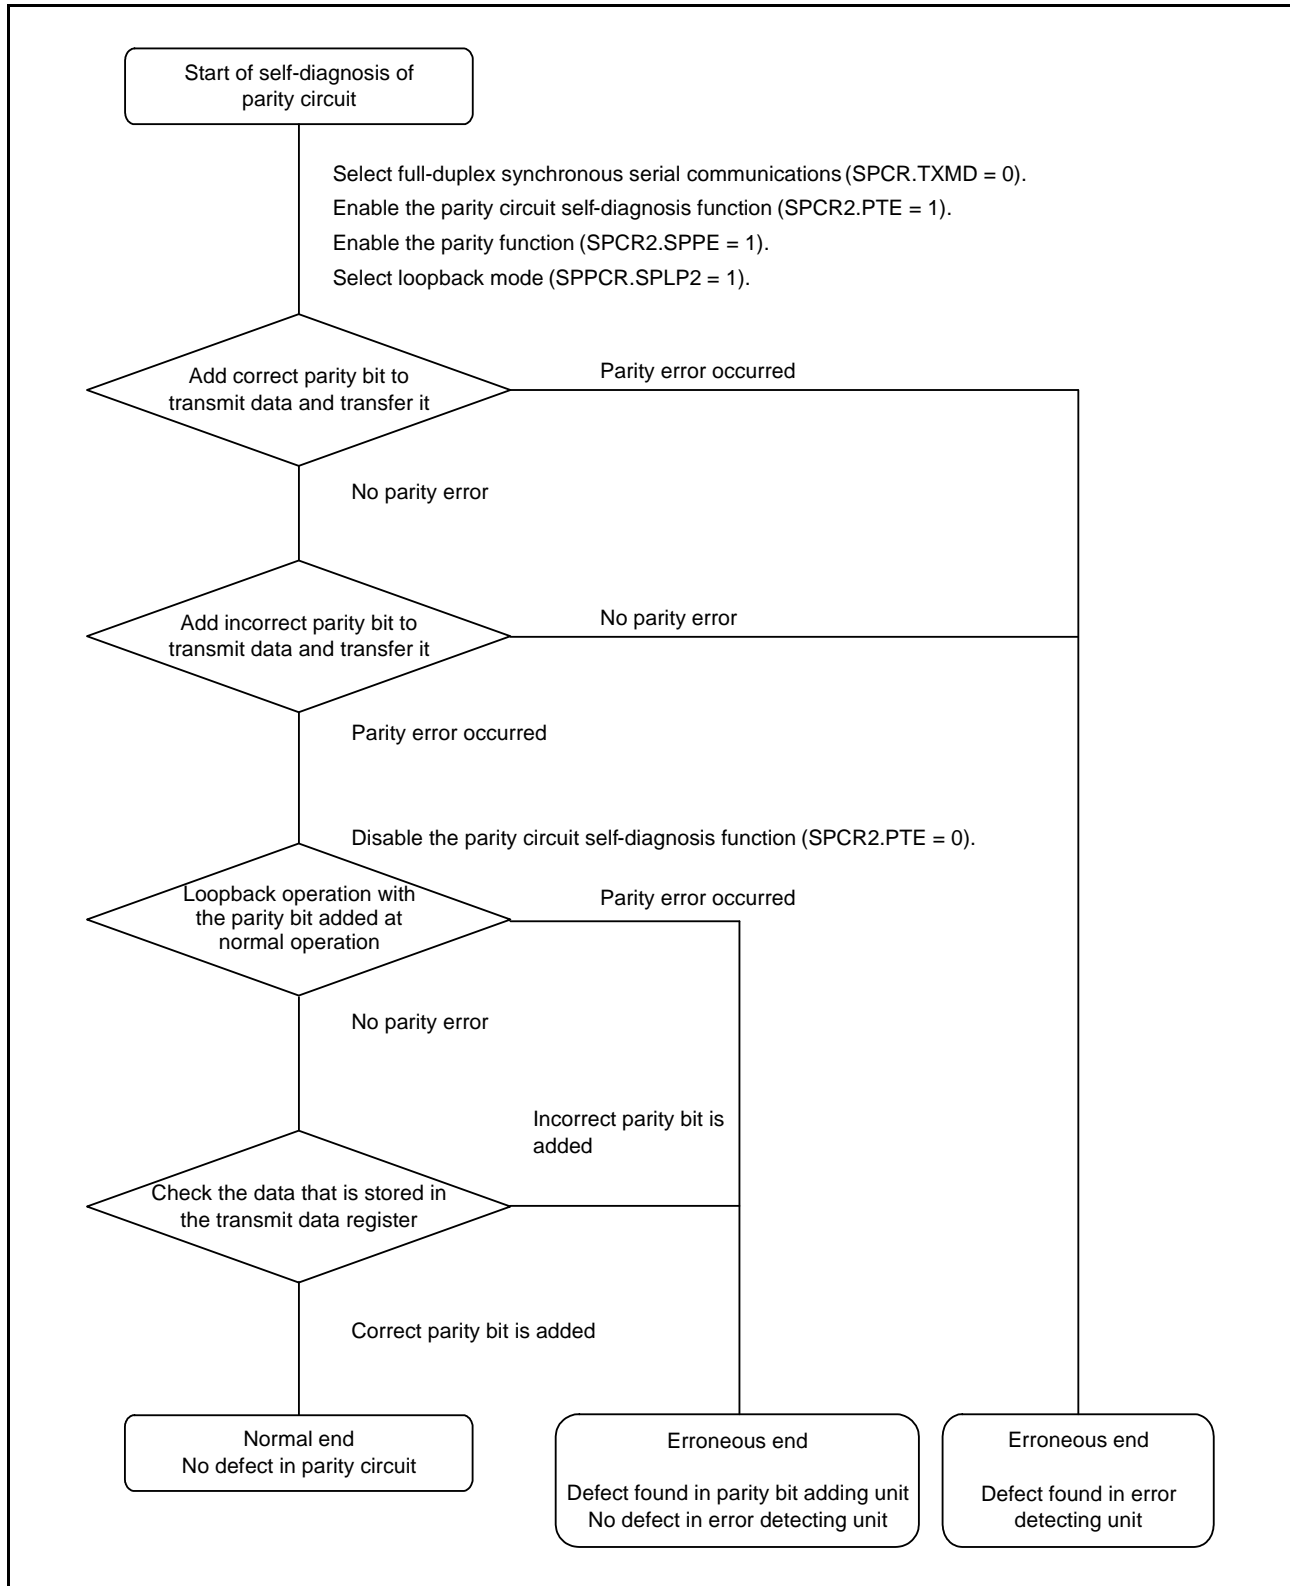 Start of self-diagnosis of
parity circuit
Select full-duplex synchronous serial communications (SPCR.TXMD = 0).
Enable the parity circuit self-diagnosis function (SPCR2.PTE = 1).
Enable the parity function (SPCR2.SPPE = 1).
Select loopback mode (SPPCR.SPLP2 = 1).
Add correct parity bit to
transmit data and transfer it
Parity error occurred
No parity error
Add incorrect parity bit to
transmit data and transfer it
No parity error
Parity error occurred
Disable the parity circuit self-diagnosis function (SPCR2.PTE = 0).
Loopback operation with
the parity bit added at
normal operation
Parity error occurred
No parity error
Incorrect parity bit is
added
Check the data that is stored in
the transmit data register
Correct parity bit is added
Normal end
No defect in parity circuit
Erroneous end
Defect found in parity bit adding unit
No defect in error detecting unit
Erroneous end
Defect found in error
detecting unit